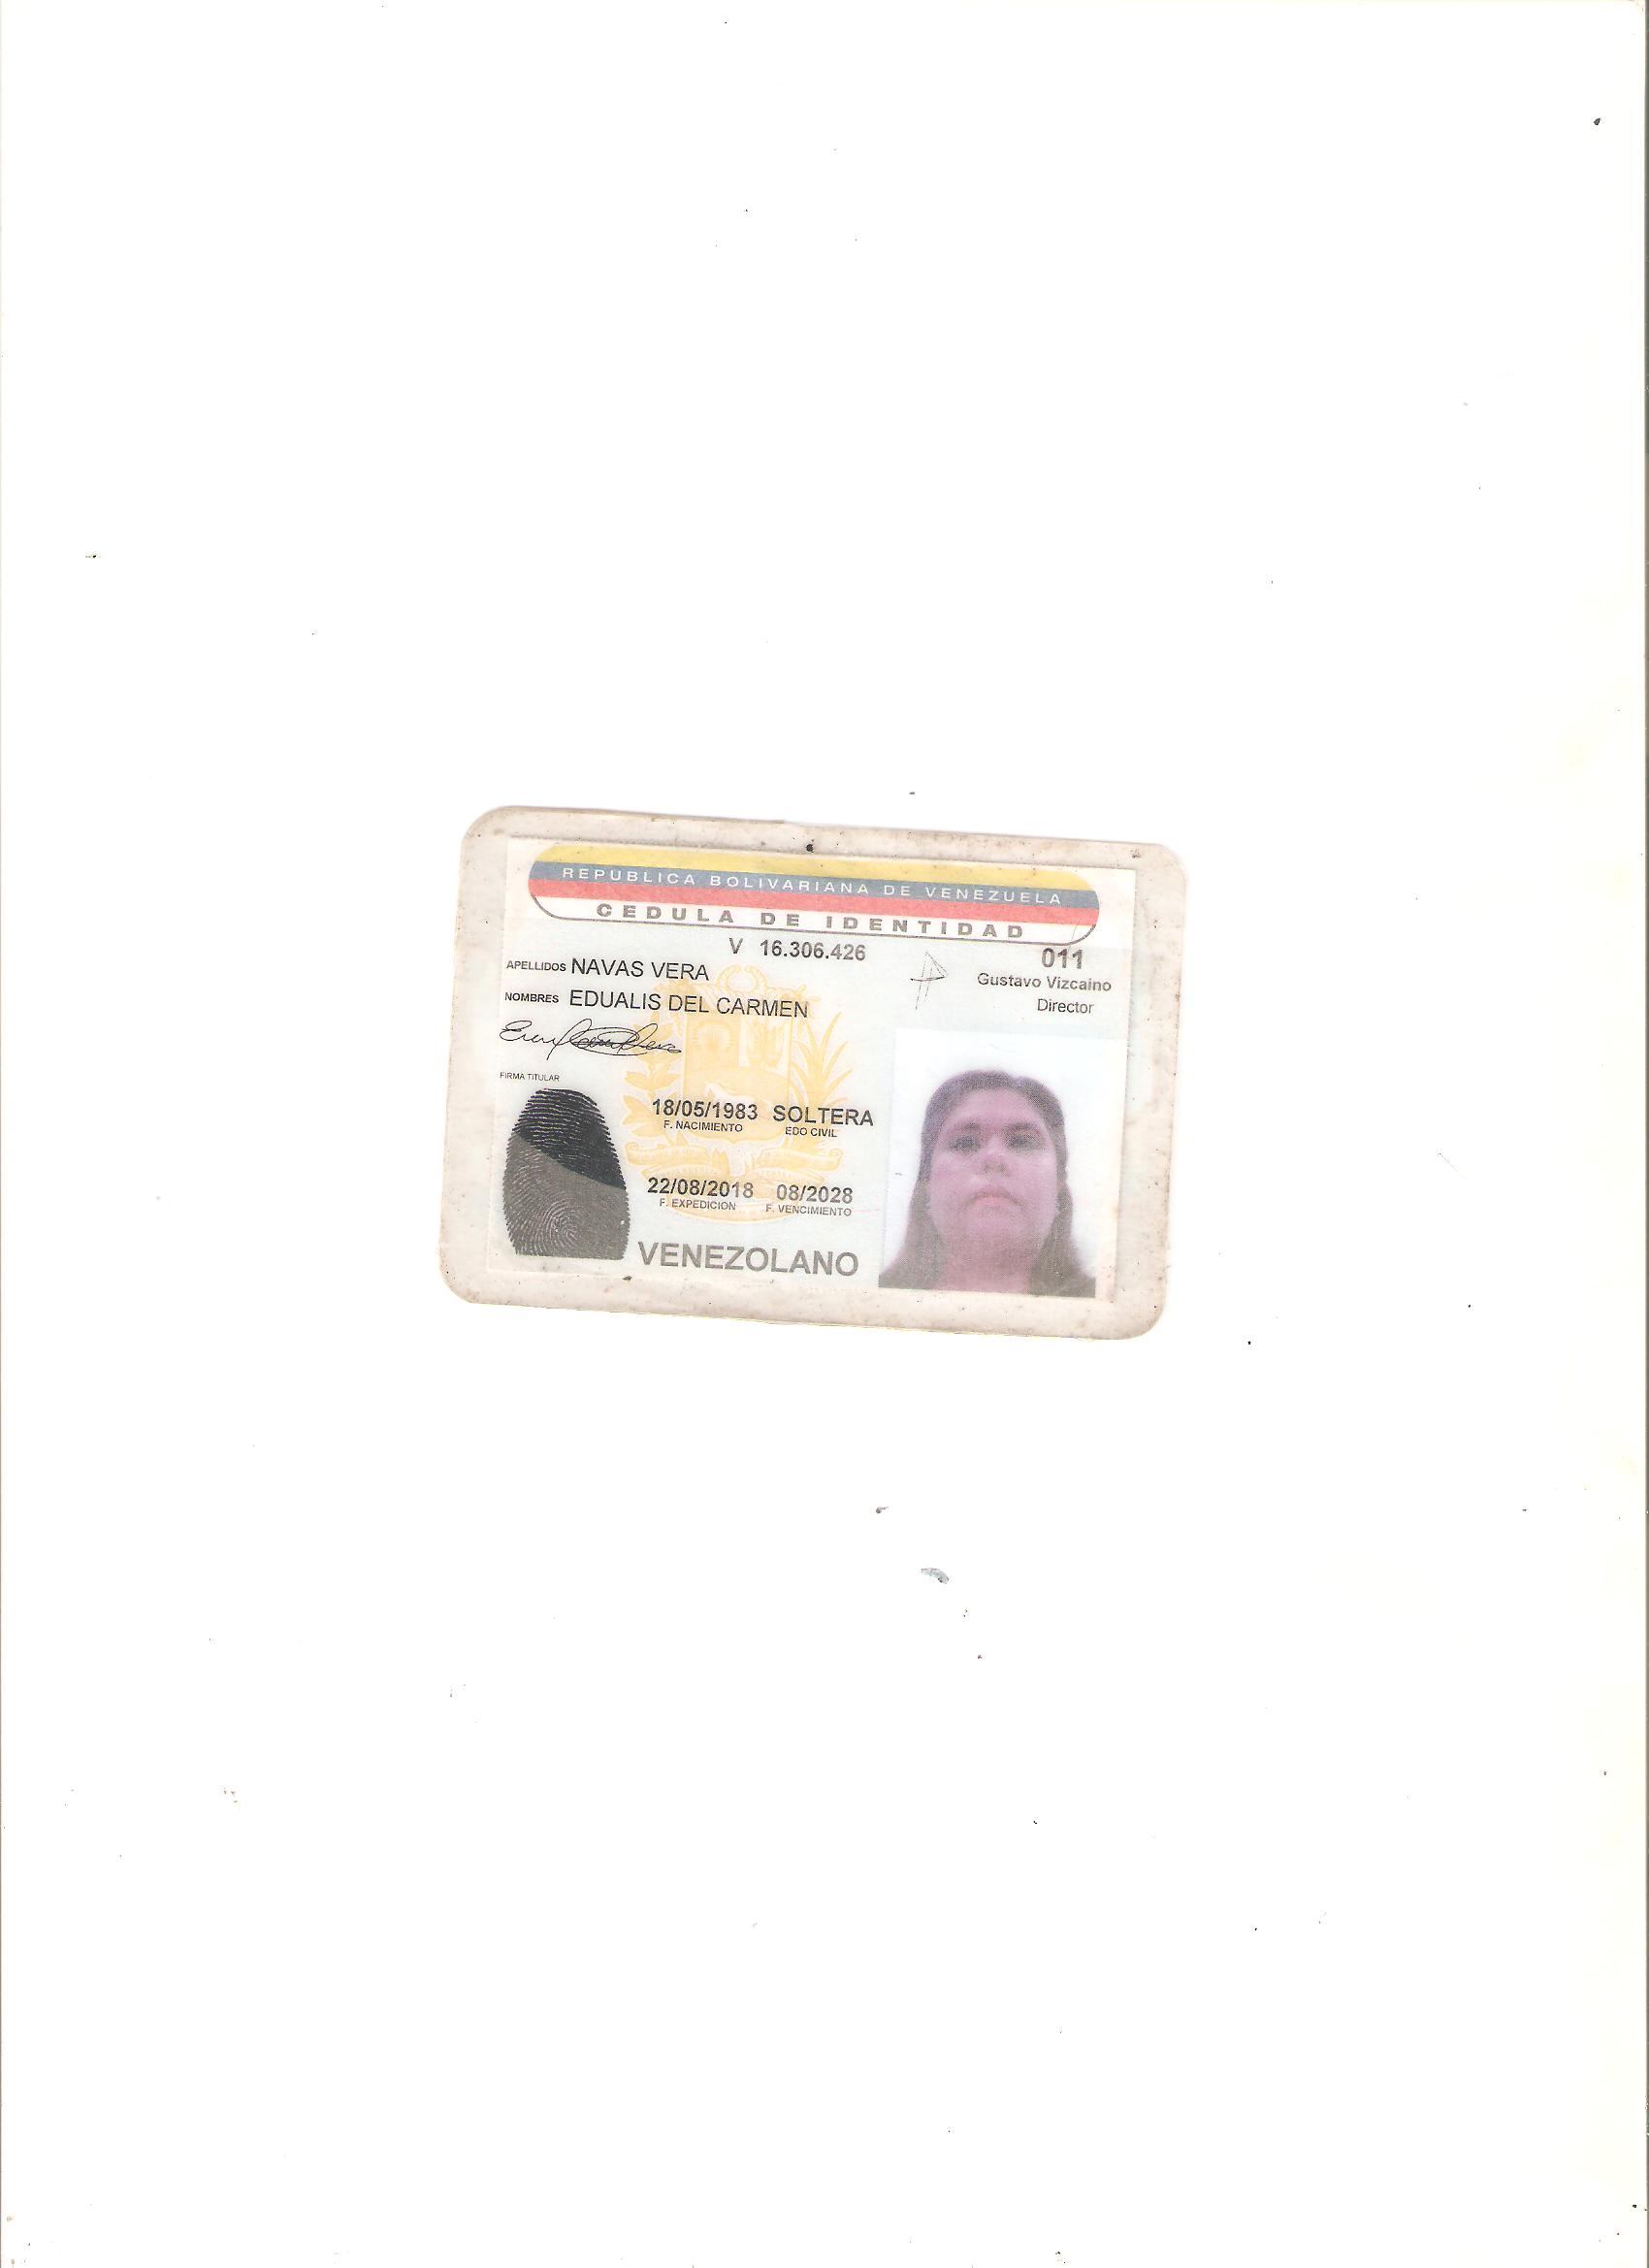 REPUBLICA BOLIVARIANA DE VENEZUELA
CEDULA DE IDENTIDAD
V 16.306.426
011
Gustavo Vizcaino
Director
APELLIDOS NAVAS VERA
NOMBRES EDUALIS DEL CARMEN
FIRMA TITULAR
18/05/1983 SOLTERA
F. NACIMIENTO EDO CIVIL
22/08/2018 08/2028
F. EXPEDICION F. VENCIMIENTO
VENEZOLANO